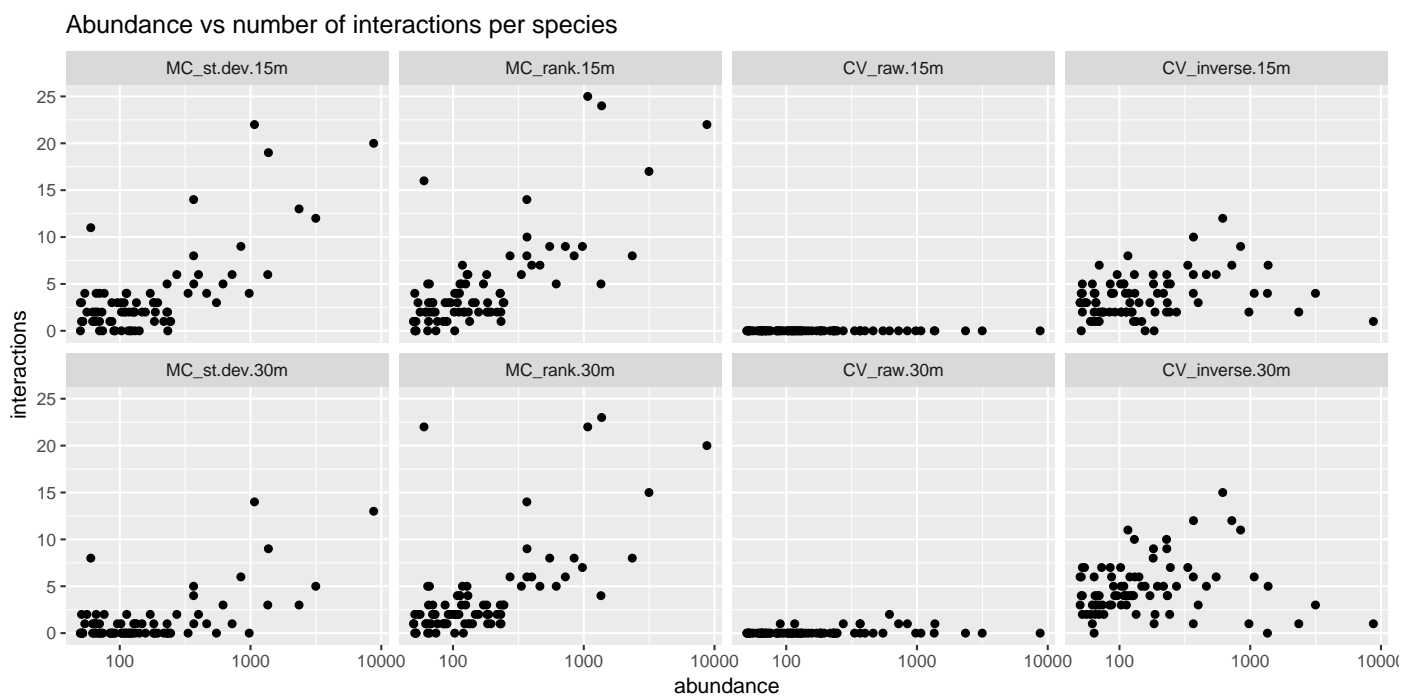 Abundance vs number of interactions per species
MC_st.dev.15m
MC_rank.15m
CV_raw.15m
CV_inverse.15m
25
20
15
10
5
0
MC_st.dev.30m
MC_rank.30m
CV_raw.30m
CV_inverse.30m
25
20
15
10
5
0
interactions
100 1000 10000 100 1000 10000 100 1000 10000 100 1000 10000
abundance